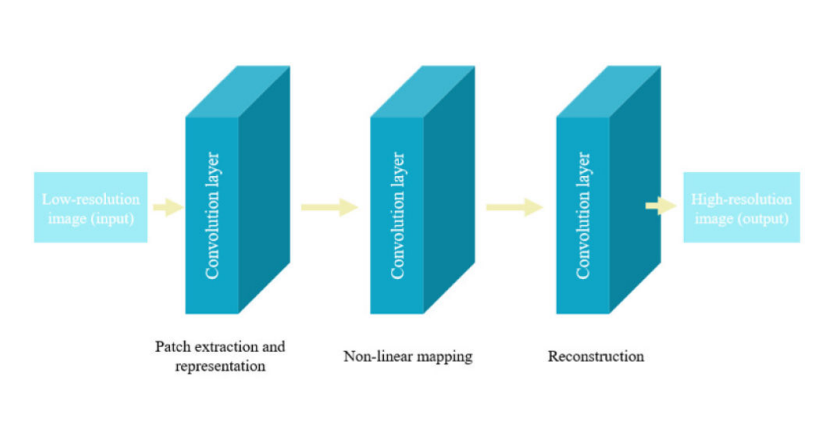 Low-resolution
image (input)
Convolution layer
Convolution layer
Convolution layer
High-resolution
image (output)
Patch extraction and
representation
Non-linear mapping
Reconstruction